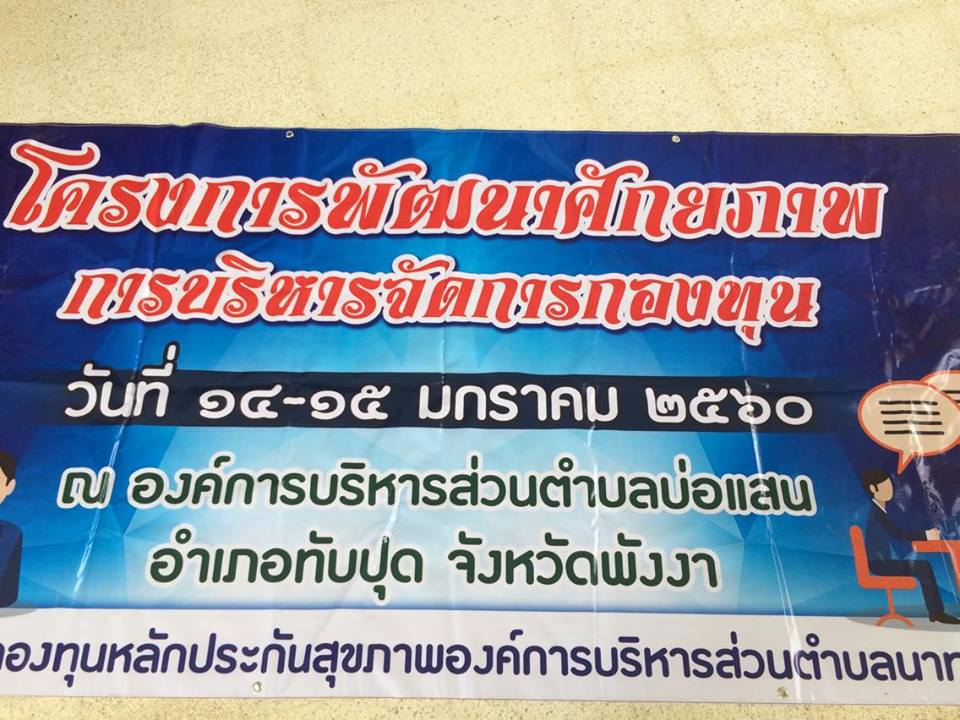 โครงการพัฒนาศักยภาพ
การบริหารจัดการกองทุน
วันที่ ๑๔-๑๕ มกราคม ๒๕๖๐
ณ องค์การบริหารส่วนตำบลบ่อแสน
อำเภอทับปุด จังหวัดพังงา
กองทุนหลักประกันสุขภาพองค์การบริหารส่วนตำบลนาท